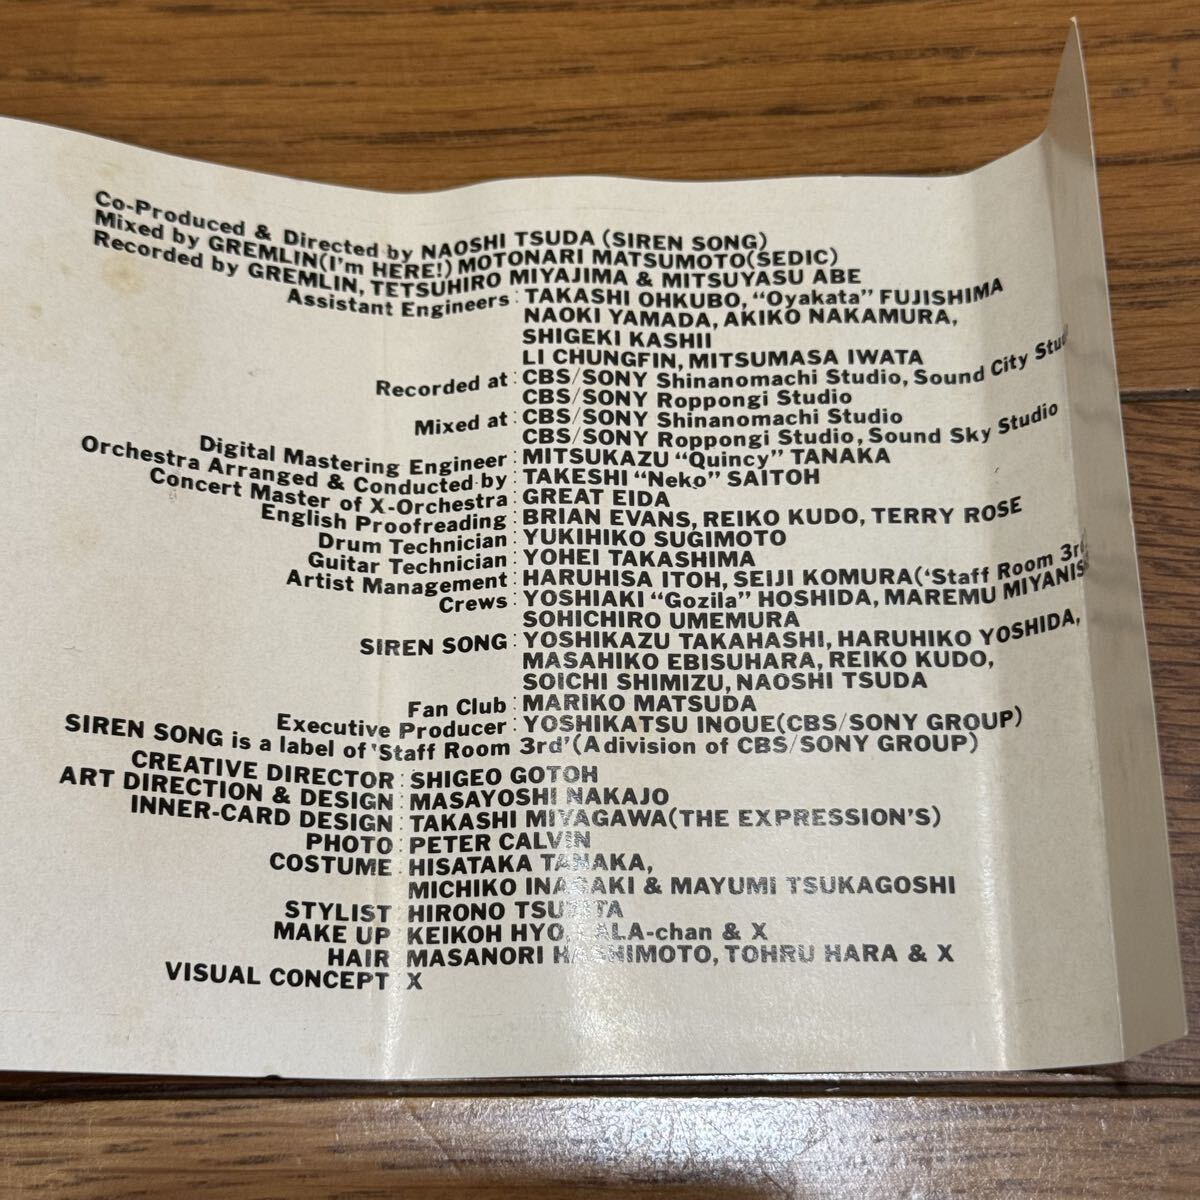 Co-Produced & Directed by NAOSHI TSUDA (SIREN SONG)
Mixed by GREMLIN(I'm HERE!) MOTONARI MATSUMOTO(SEDIC)
Recorded by GREMLIN, TETSUHIRO MIYAJIMA & MITSUYASU ABE
Assistant Engineers : TAKASHI OHKUBO, "Oyakata" FUJISHIMA
NAOKI YAMADA, AKIKO NAKAMURA,
SHIGEKI KASHII
LI CHUNGFIN, MITSUMASA IWATA
Recorded at : CBS/SONY Shinanomachi Studio, Sound City
CBS/SONY Roppongi Studio
Mixed at : CBS/SONY Shinanomachi Studio
CBS/SONY Roppongi Studio, Sound Sky Studio
Digital Mastering Engineer : MITSUKAZU "Quincy" TANAKA
Orchestra Arranged & Conducted by : TAKESHI "Neko" SAITOH
Concert Master of X-Orchestra : GREAT EIDA
English Proofreading : BRIAN EVANS, REIKO KUDO, TERRY ROSE
Drum Technician : YUKIHIKO SUGIMOTO
Guitar Technician : YOHEI TAKASHIMA
Artist Management : HARUHISA ITOH, SEIJI KOMURA('Staff Room 3rd'
Crews : YOSHIAKI "Gozila" HOSHIDA, MAREMU
SOHICHIRO UMEMURA
SIREN SONG : YOSHIKAZU TAKAHASHI, HARUHIKO YOSHIDA,
MASAHIKO EBISUHARA, REIKO KUDO,
SOICHI SHIMIZU, NAOSHI TSUDA
Fan Club : MARIKO MATSUDA
Executive Producer : YOSHIKATSU INOUE(CBS/SONY GROUP)
SIREN SONG is a label of 'Staff Room 3rd' (A division of CBS/SONY GROUP)
CREATIVE DIRECTOR : SHIGEO GOTOH
ART DIRECTION & DESIGN : MASAYOSHI NAKAJO
INNER-CARD DESIGN : TAKASHI MIYAGAWA(THE EXPRESSION'S)
PHOTO : PETER CALVIN
COSTUME : HISATAKA TANAKA,
MICHIKO INAGAKI & MAYUMI TSUKAGOSHI
STYLIST : HIRONO
MAKE UP : KEIKOH HYO, & X
HAIR : MASANORI HASHIMOTO, TOHRU HARA & X
VISUAL CONCEPT : X